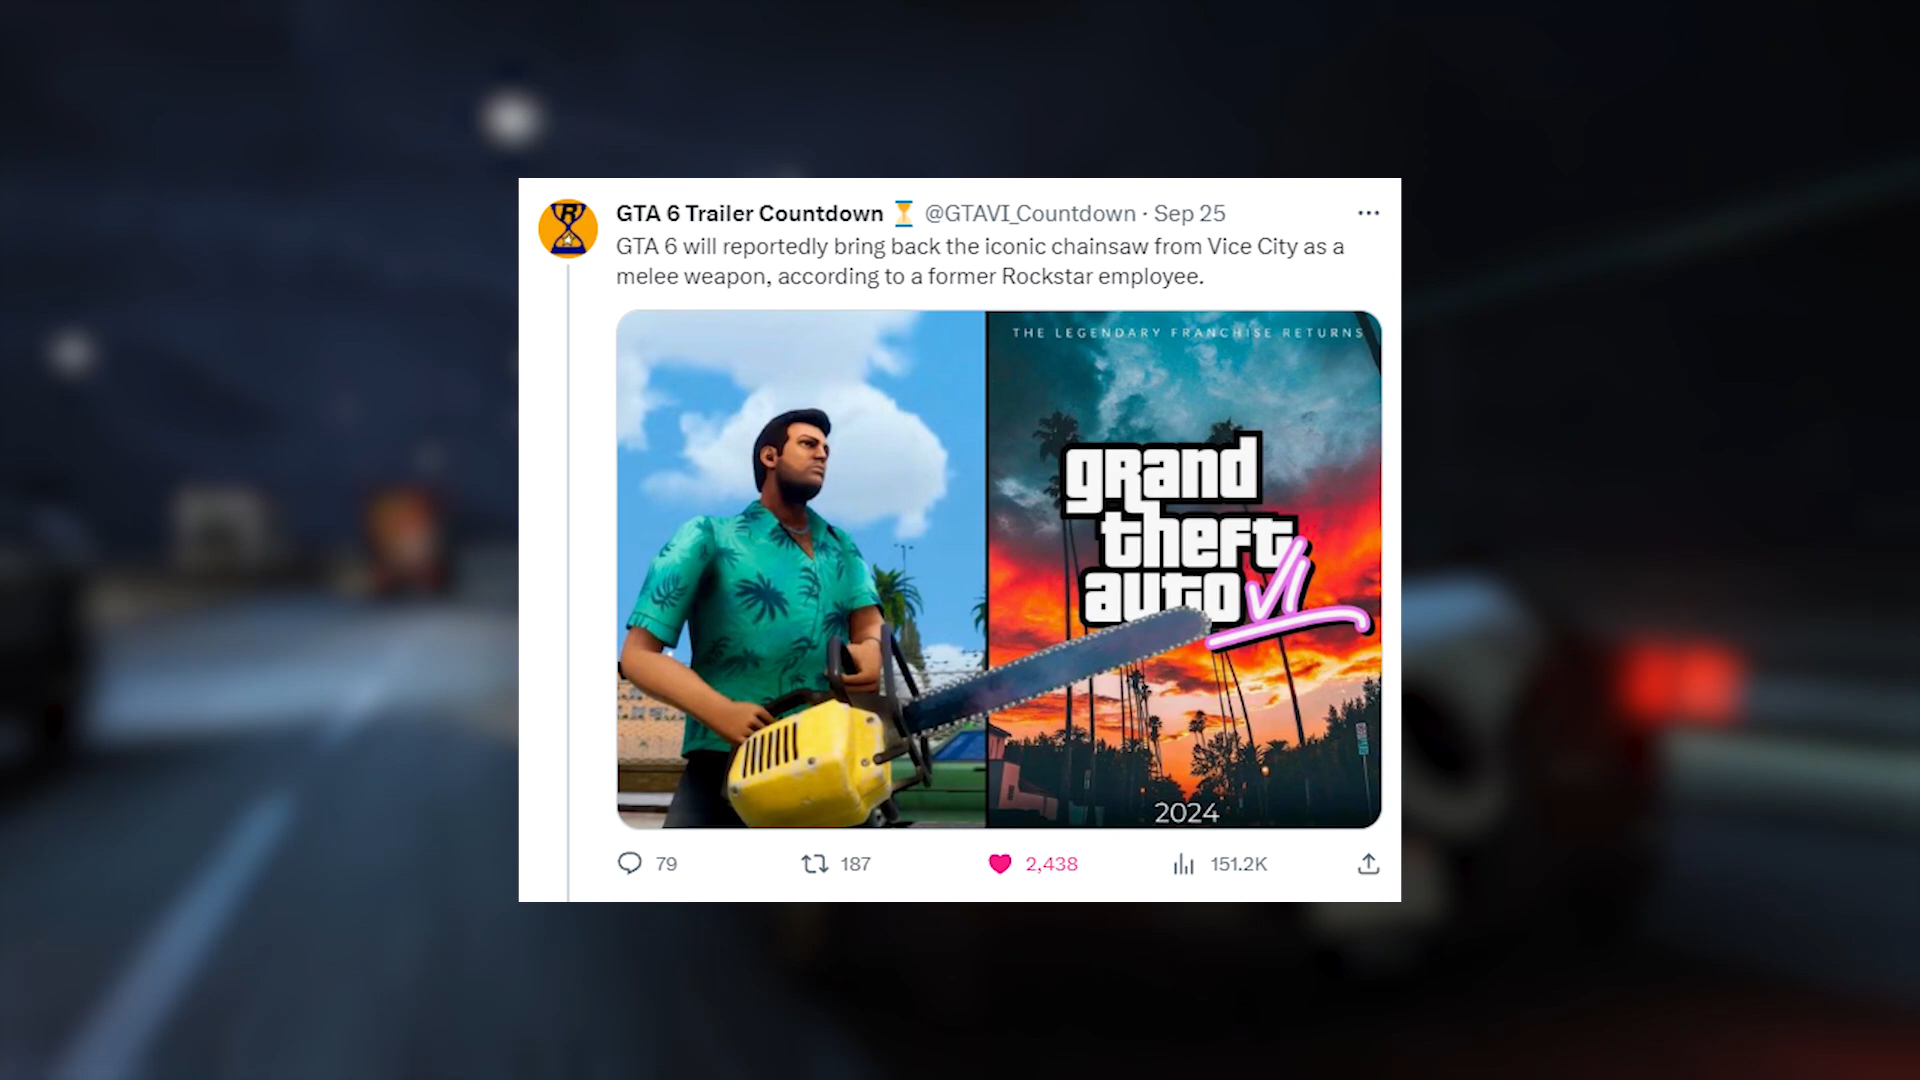 GTA 6 Trailer Countdown ⏳ @GTAVI_Countdown · Sep 25
GTA 6 will reportedly bring back the iconic chainsaw from Vice City as a
melee weapon, according to a former Rockstar employee.
THE LEGENDARY FRANCHISE RETURNS
grand
theft
auto VI
2024
79 187 2,438 151.2K